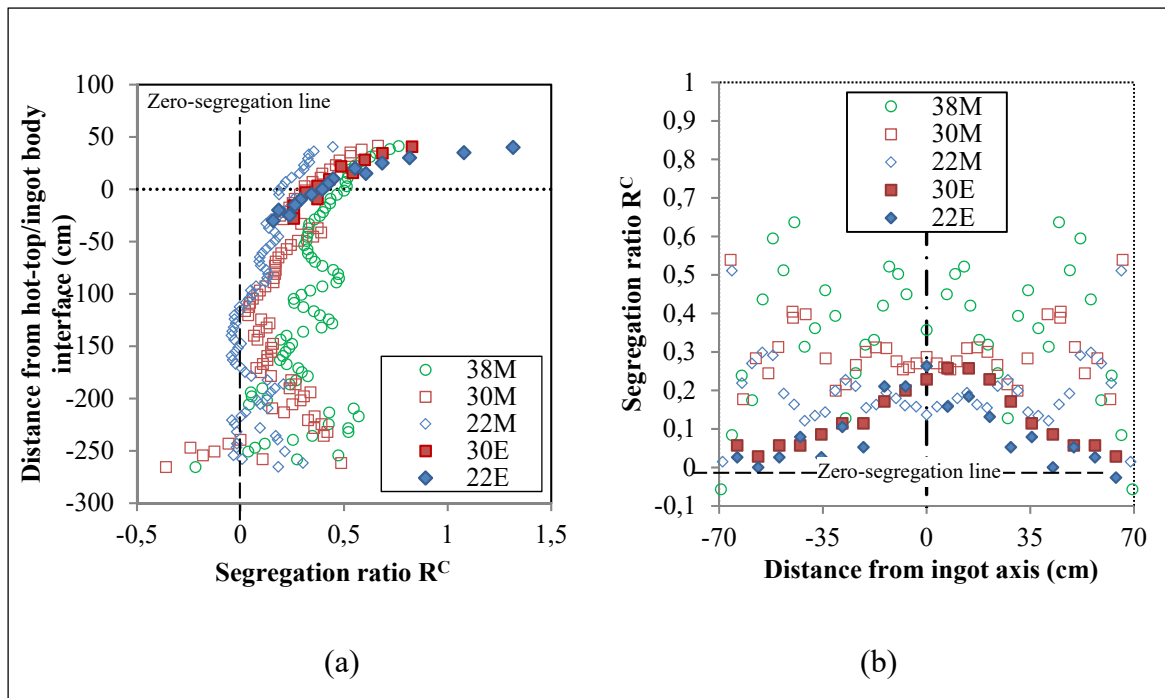 100
50
0
-50
-100
-150
-200
-250
-300
-0,5
0
0,5
1
1,5
Distance from hot-top/ingot body
interface (cm)
Segregation ratio Rᶜ
Zero-segregation line
38M
30M
22M
30E
22E
(a)
1
0,9
0,8
0,7
0,6
0,5
0,4
0,3
0,2
0,1
0
-0,1
-70
-35
0
35
70
Segregation ratio Rᶜ
Distance from ingot axis (cm)
38M
30M
22M
30E
22E
Zero-segregation line
(b)